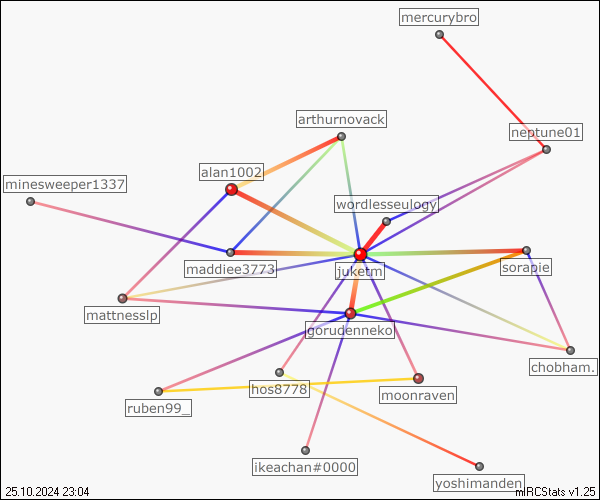 mercurybro
arthurnovack
neptune01
alan1002
minesweeper1337
wordlesseulogy
maddiee3773
juketm
sorapie
mattnesslp
gorudenneko
chobham.
hos8778
moonraven
ruben99_
ikeachan#0000
yoshimanden
25.10.2024 23:04
mIRCStats v1.25